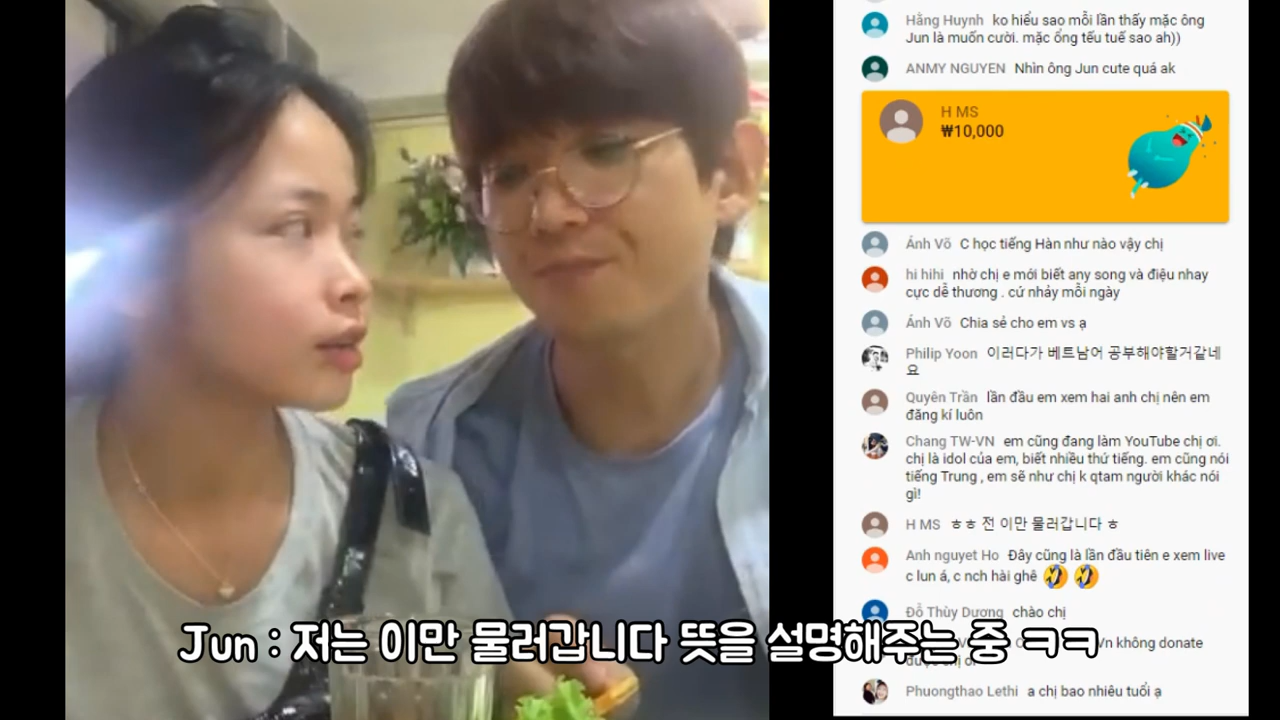 Hằng Huynh ko hiểu sao mỗi lần thấy mặc ông
Jun là muốn cười. mặc ổng tếu tuế sao ah))
ANMY NGUYEN Nhìn ông Jun cute quá ak
H MS
₩10,000
Ánh Võ C học tiếng Hàn như nào vậy chị
hi hihi nhờ chị e mới biết any song và điệu nhay
cực dễ thương . cứ nhảy mỗi ngày
Ánh Võ Chia sẻ cho em vs ạ
Philip Yoon 이러다가 베트남어 공부해야할거같네
요
Quyên Trần lần đầu em xem hai anh chị nên em
đăng kí luôn
Chang TW-VN em cũng đang làm YouTube chị ơi.
chị là idol của em, biết nhiều thứ tiếng. em cũng nói
tiếng Trung , em sẽ như chị k qtam người khác nói
gì!
H MS ㅎㅎ 전 이만 물러갑니다 ㅎ
Anh nguyet Ho Đây cũng là lần đầu tiên e xem live
c lun á, c nch hài ghê
Đỗ Thùy Dương chào chị
Jun : 저는 이만 물러갑니다 뜻을 설명해주는 중 ㅋㅋ
không donate
Phuongthao Lethi a chị bao nhiêu tuổi ạ